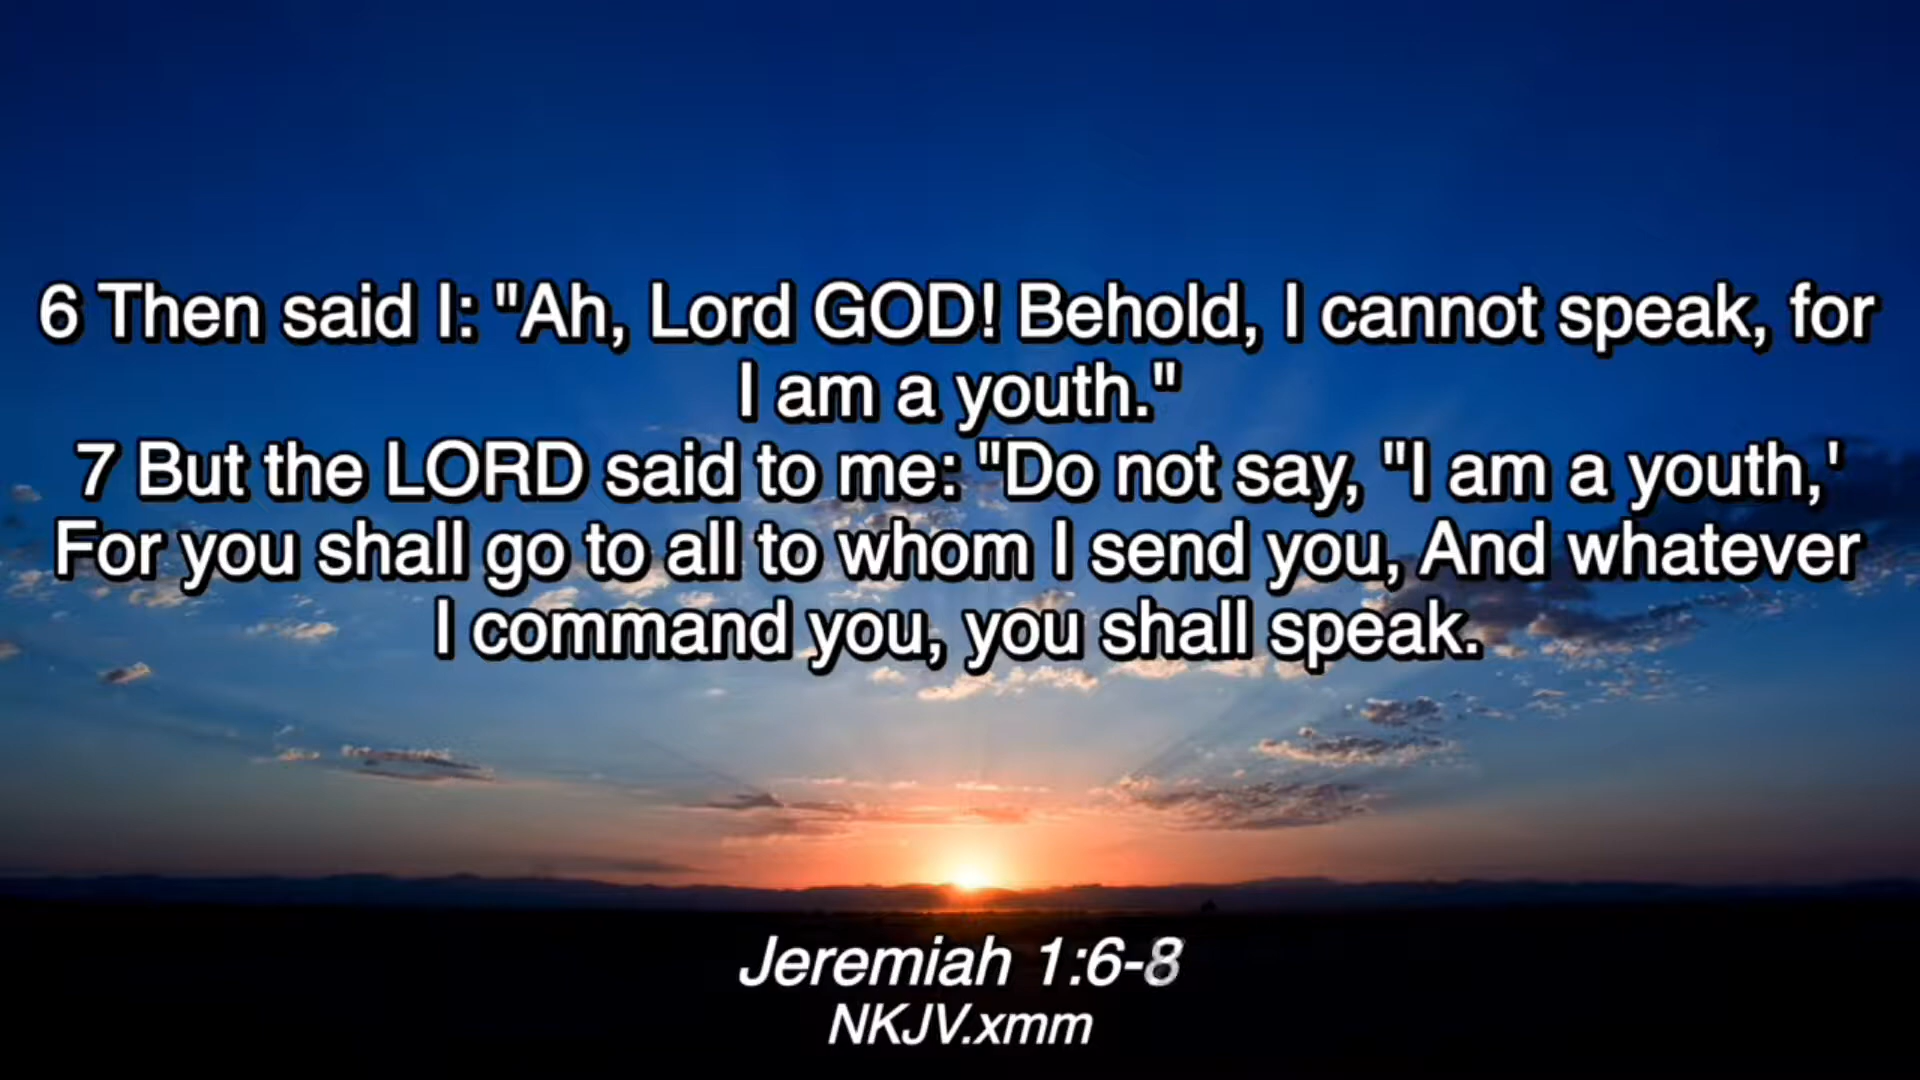 6 Then said I: "Ah, Lord GOD! Behold, I cannot speak, for
I am a youth."
7 But the LORD said to me: "Do not say, "I am a youth,'
For you shall go to all to whom I send you, And whatever
I command you, you shall speak.
Jeremiah 1:6-8
NKJV.xmm